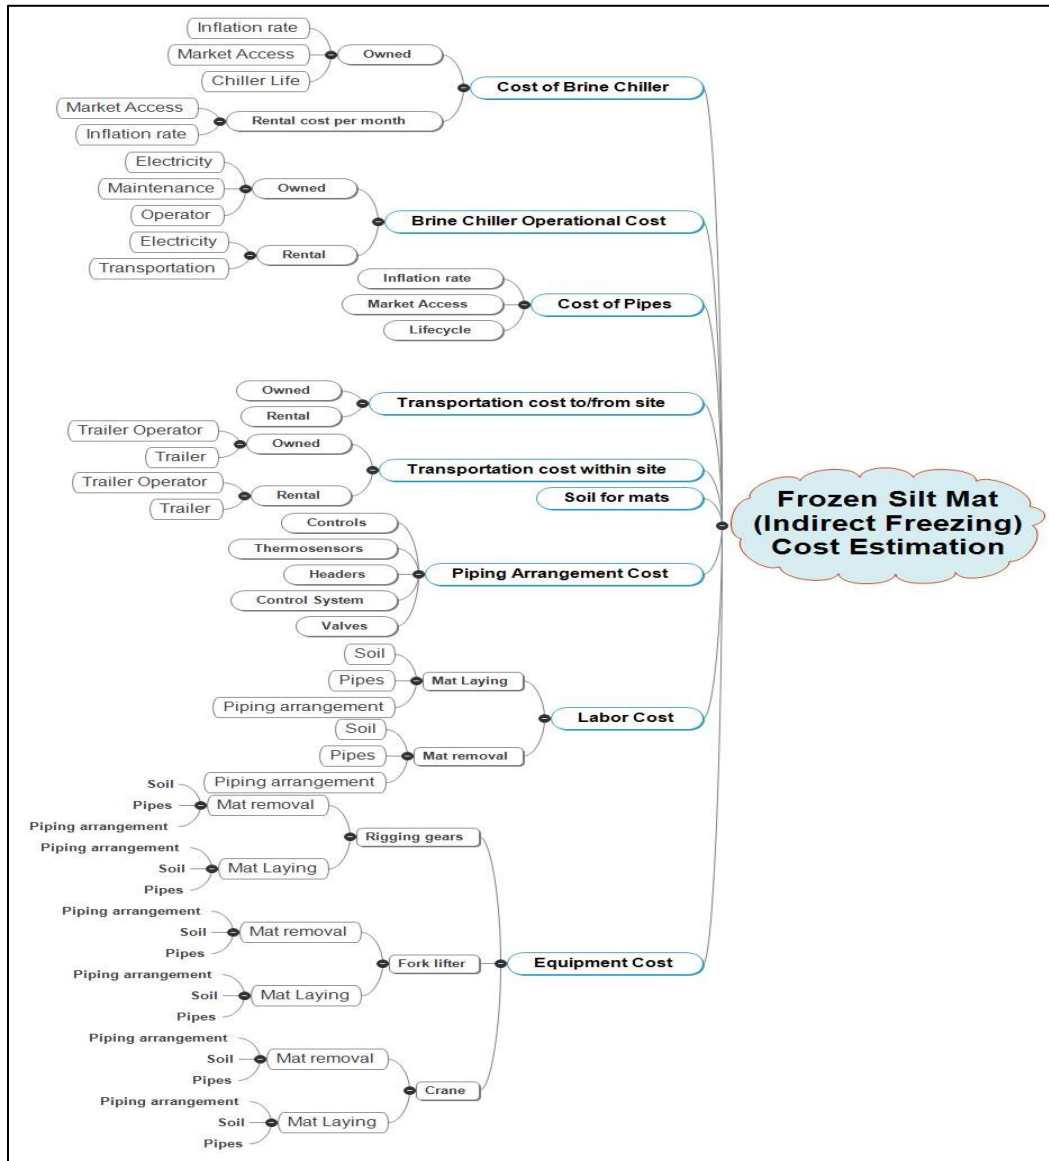 Inflation rate
Market Access
Chiller Life
Owned
Market Access
Inflation rate
Rental cost per month
Cost of Brine Chiller
Electricity
Maintenance
Operator
Owned
Electricity
Transportation
Rental
Brine Chiller Operational Cost
Inflation rate
Market Access
Lifecycle
Cost of Pipes
Owned
Rental
Transportation cost to/from site
Trailer Operator
Trailer
Owned
Trailer Operator
Trailer
Rental
Transportation cost within site
Soil for mats
Controls
Thermosensors
Headers
Control System
Valves
Piping Arrangement Cost
Soil
Pipes
Piping arrangement
Mat Laying
Soil
Pipes
Piping arrangement
Mat removal
Labor Cost
Soil
Pipes
Piping arrangement
Mat removal
Piping arrangement
Soil
Pipes
Mat Laying
Rigging gears
Piping arrangement
Soil
Pipes
Mat removal
Piping arrangement
Soil
Pipes
Mat Laying
Fork lifter
Piping arrangement
Soil
Pipes
Mat removal
Piping arrangement
Soil
Pipes
Mat Laying
Crane
Equipment Cost
Frozen Silt Mat
(Indirect Freezing)
Cost Estimation